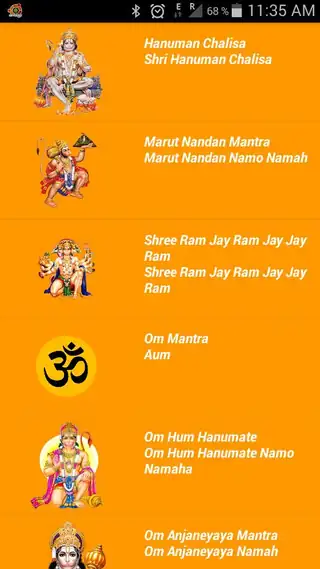 E
R
68 %
11:35 AM
Hanuman Chalisa
Shri Hanuman Chalisa
Marut Nandan Mantra
Marut Nandan Namo Namah
Shree Ram Jay Ram Jay Jay
Ram
Shree Ram Jay Ram Jay Jay
Ram
ॐ
Om Mantra
Aum
Om Hum Hanumate
Om Hum Hanumate Namo
Namaha
Om Anjaneyaya Mantra
Om Anjaneyaya Namah